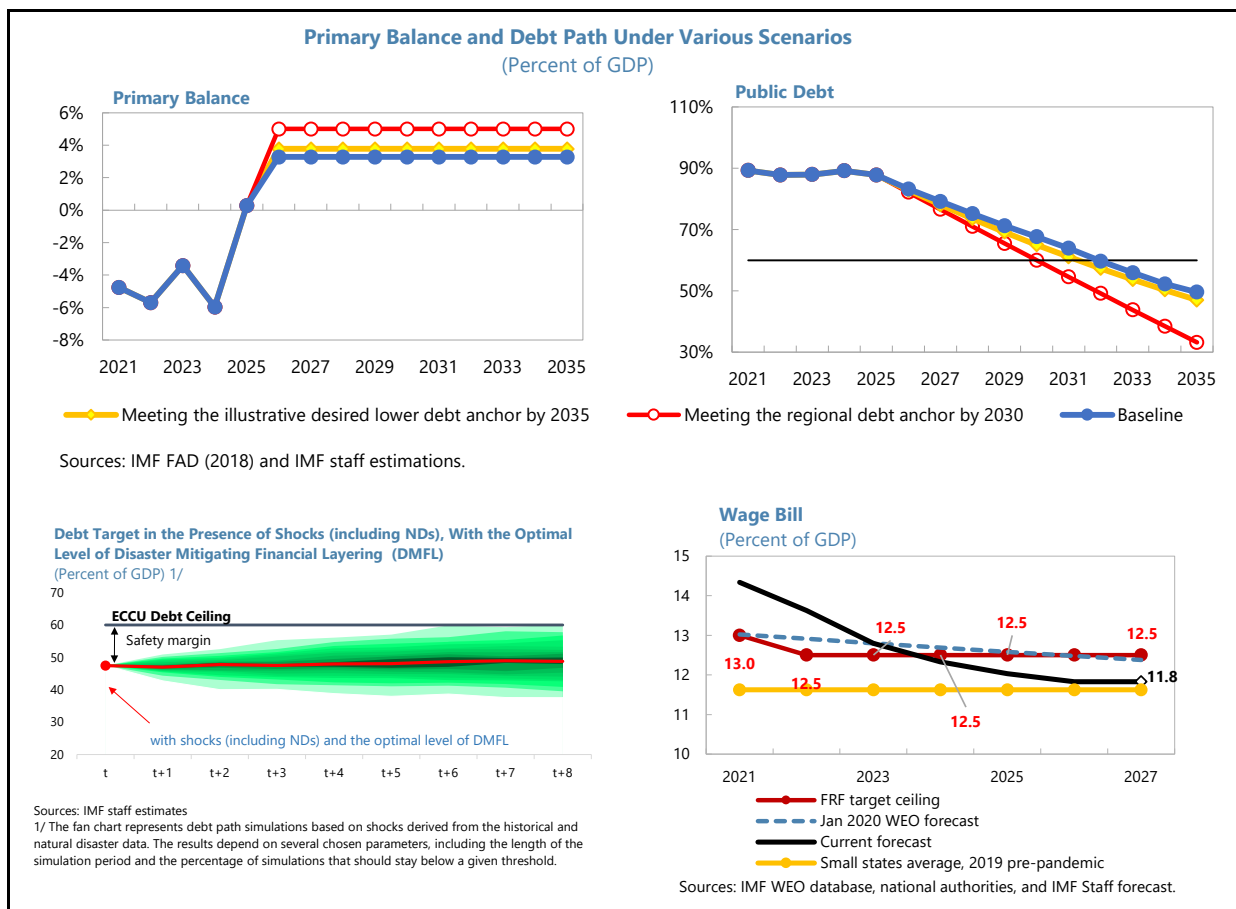 Primary Balance and Debt Path Under Various Scenarios
(Percent of GDP)
Primary Balance
6%
4%
2%
0%
-2%
-4%
-6%
-8%
2021 2023 2025 2027 2029 2031 2033 2035
Public Debt
110%
90%
70%
50%
30%
2021 2023 2025 2027 2029 2031 2033 2035
Meeting the illustrative desired lower debt anchor by 2035 Meeting the regional debt anchor by 2030 Baseline
Sources: IMF FAD (2018) and IMF staff estimations.
Debt Target in the Presence of Shocks (including NDs), With the Optimal
Level of Disaster Mitigating Financial Layering (DMFL)
(Percent of GDP) 1/
70
60
50
40
30
20
ECCU Debt Ceiling
Safety margin
with shocks (including NDs) and the optimal level of DMFL
t t+1 t+2 t+3 t+4 t+5 t+6 t+7 t+8
Sources: IMF staff estimates
1/ The fan chart represents debt path simulations based on shocks derived from the historical and
natural disaster data. The results depend on several chosen parameters, including the length of the
simulation period and the percentage of simulations that should stay below a given threshold.
Wage Bill
(Percent of GDP)
15
14
13
12
11
10
13.0
12.5
12.5
12.5
12.5
12.5
11.8
2021 2023 2025 2027
FRF target ceiling
Jan 2020 WEO forecast
Current forecast
Small states average, 2019 pre-pandemic
Sources: IMF WEO database, national authorities, and IMF Staff forecast.